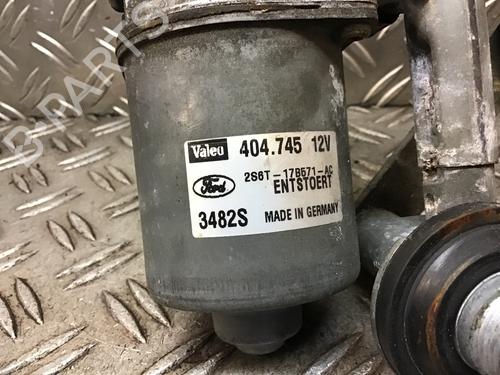 Valeo 404.745 12V
Ford 2S6T-17B571-AC
ENTSTOERT
3482S MADE IN GERMANY
B-PARTS